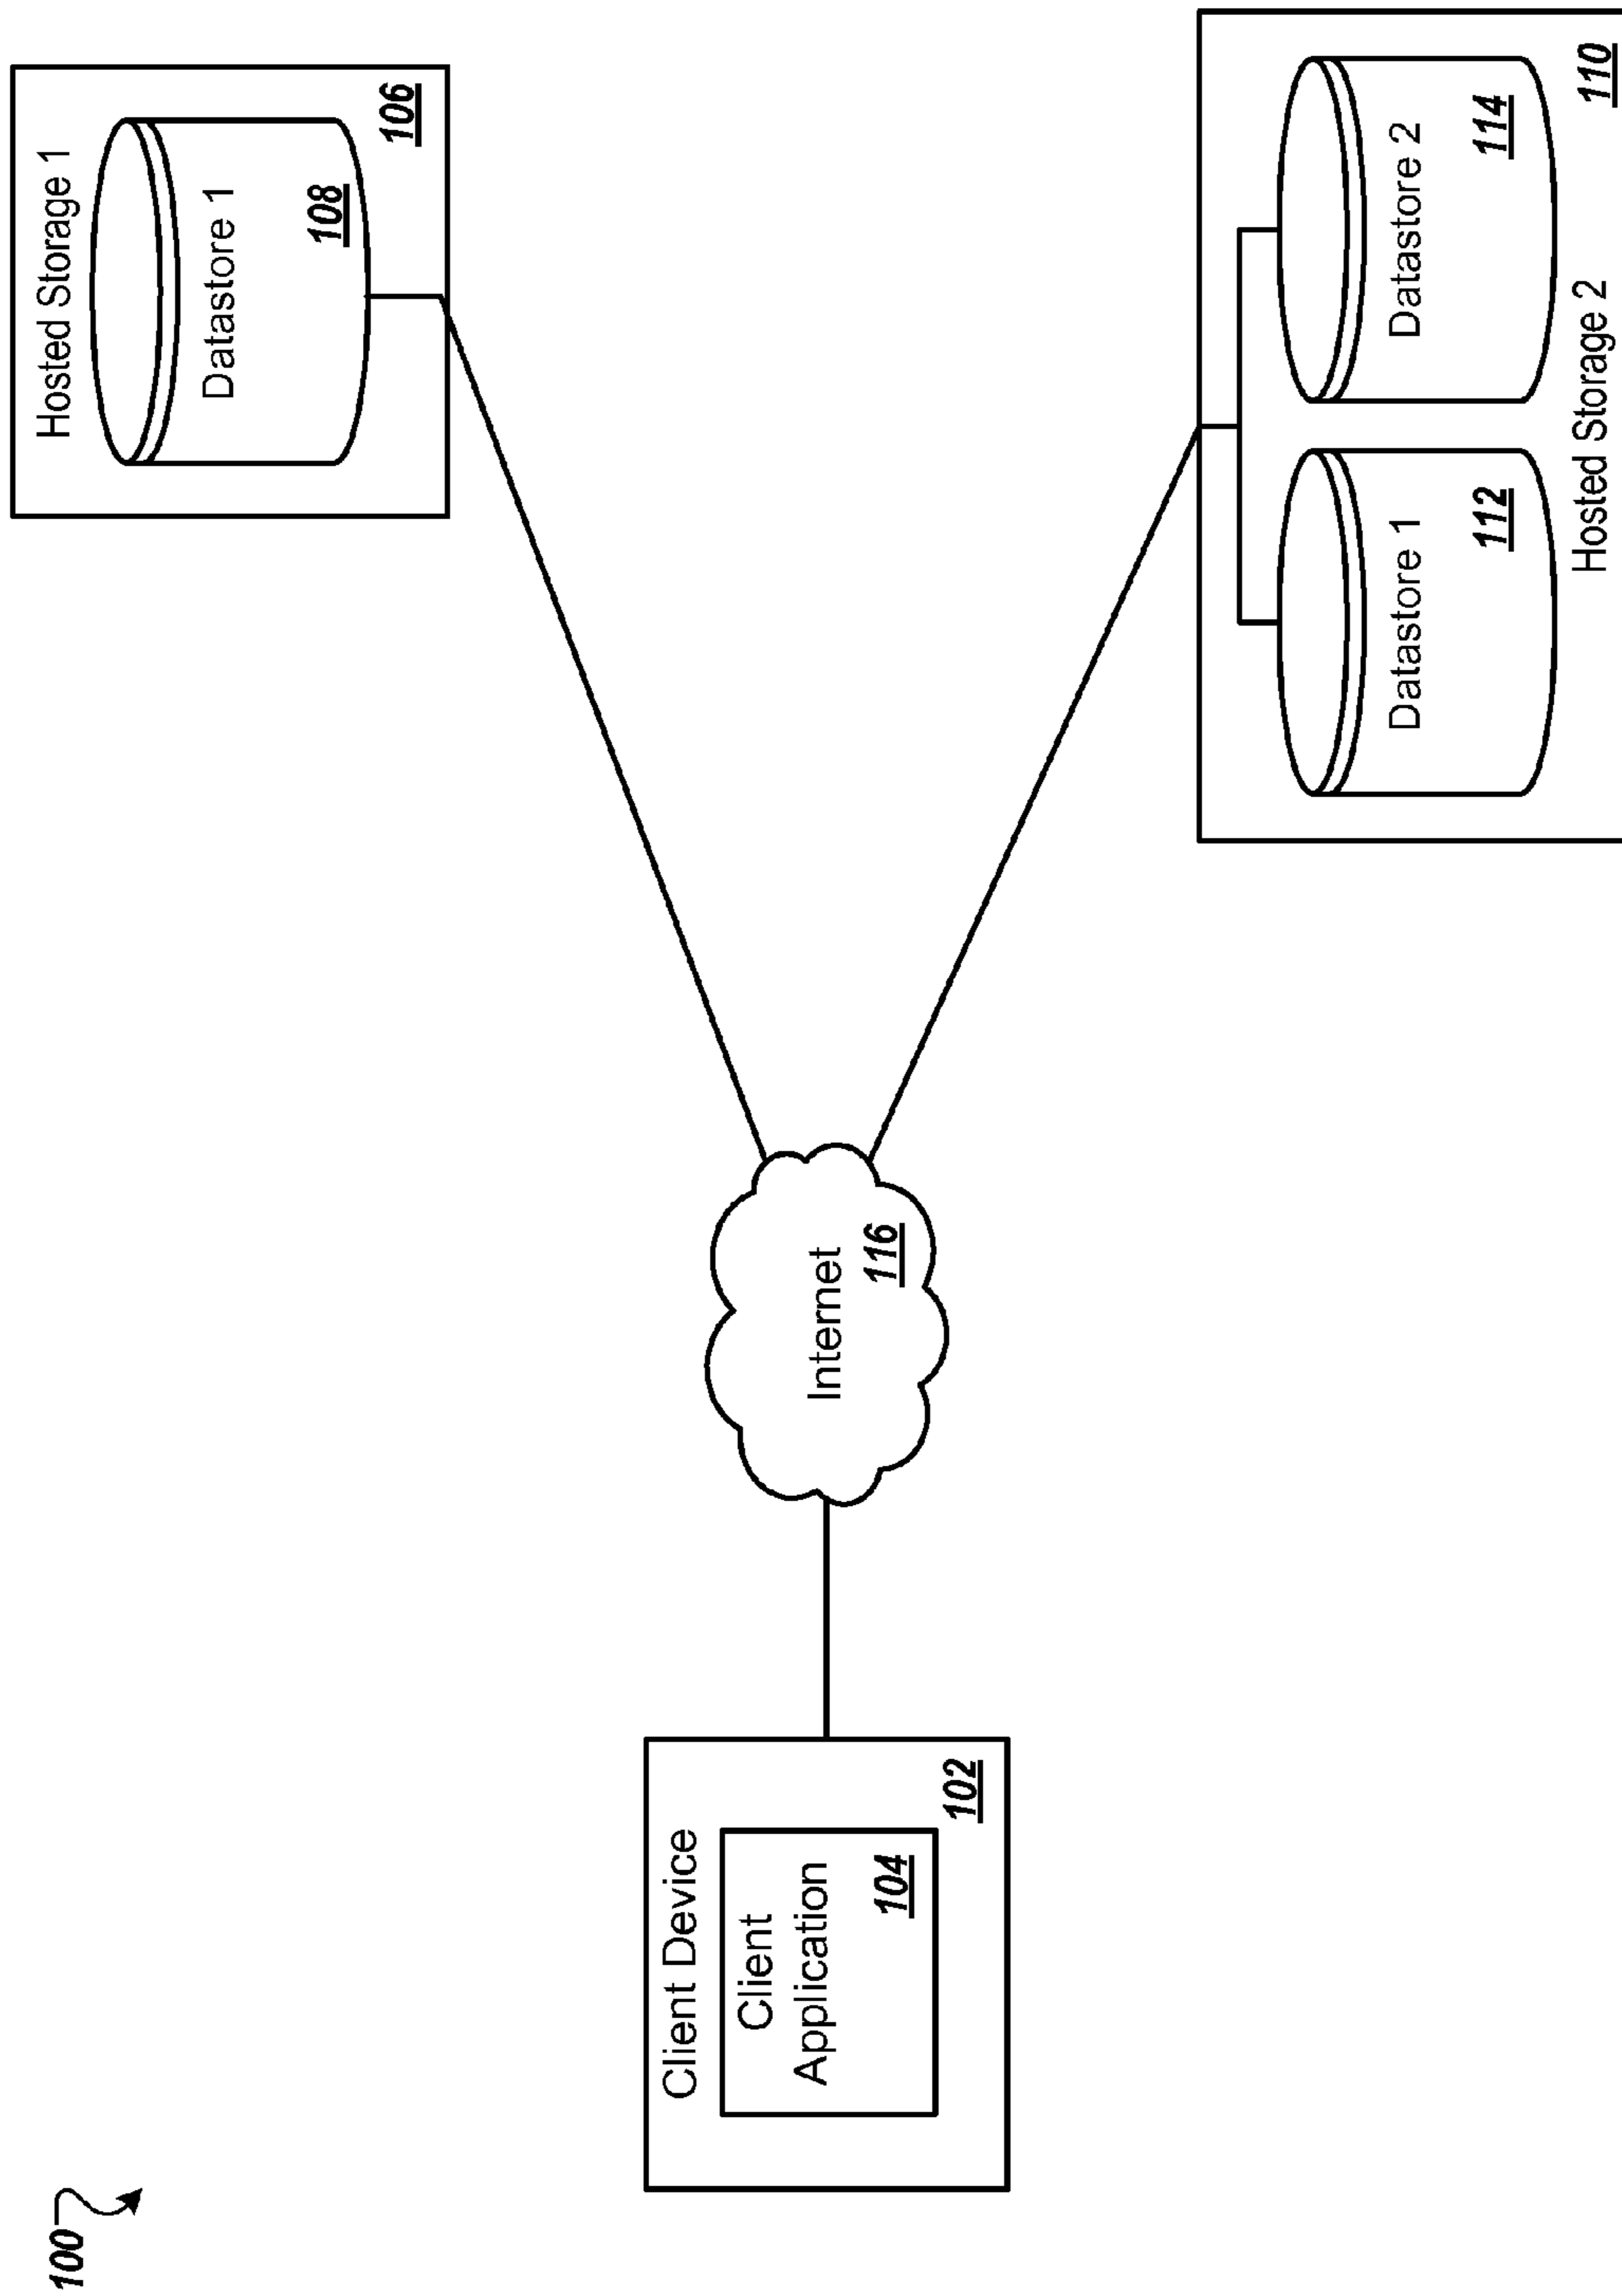 100
Client Device
Client
Application
104
102
Internet
116
Hosted Storage 1
Datastore 1
108
106
Datastore 1
112
Datastore 2
114
Hosted Storage 2
110